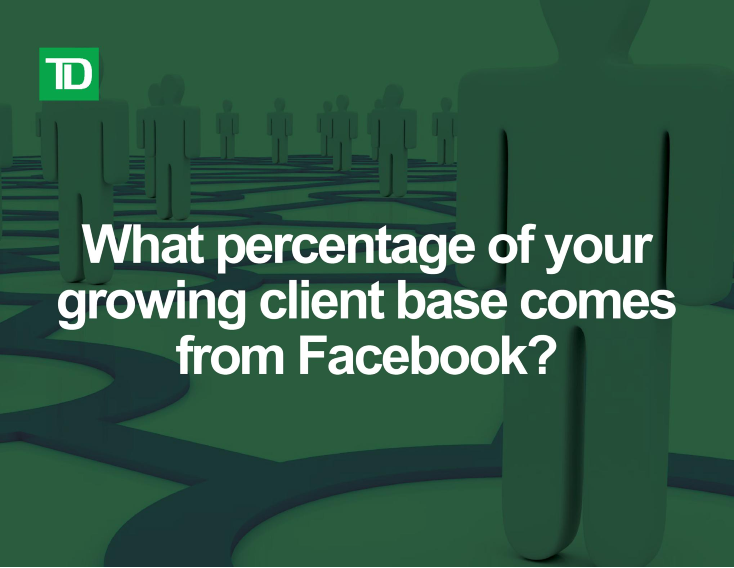 TD
What percentage of your
growing client base comes
from Facebook?